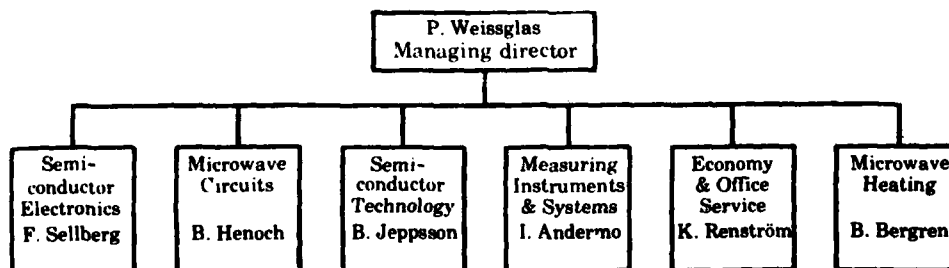 P. Weissglas
Managing director
Semi-
conductor
Electronics
F. Sellberg
Microwave
Circuits
B. Henoch
Semi-
conductor
Technology
B. Jeppsson
Measuring
Instruments
& Systems
I. Andermo
Economy
& Office
Service
K. Renström
Microwave
Heating
B. Bergren